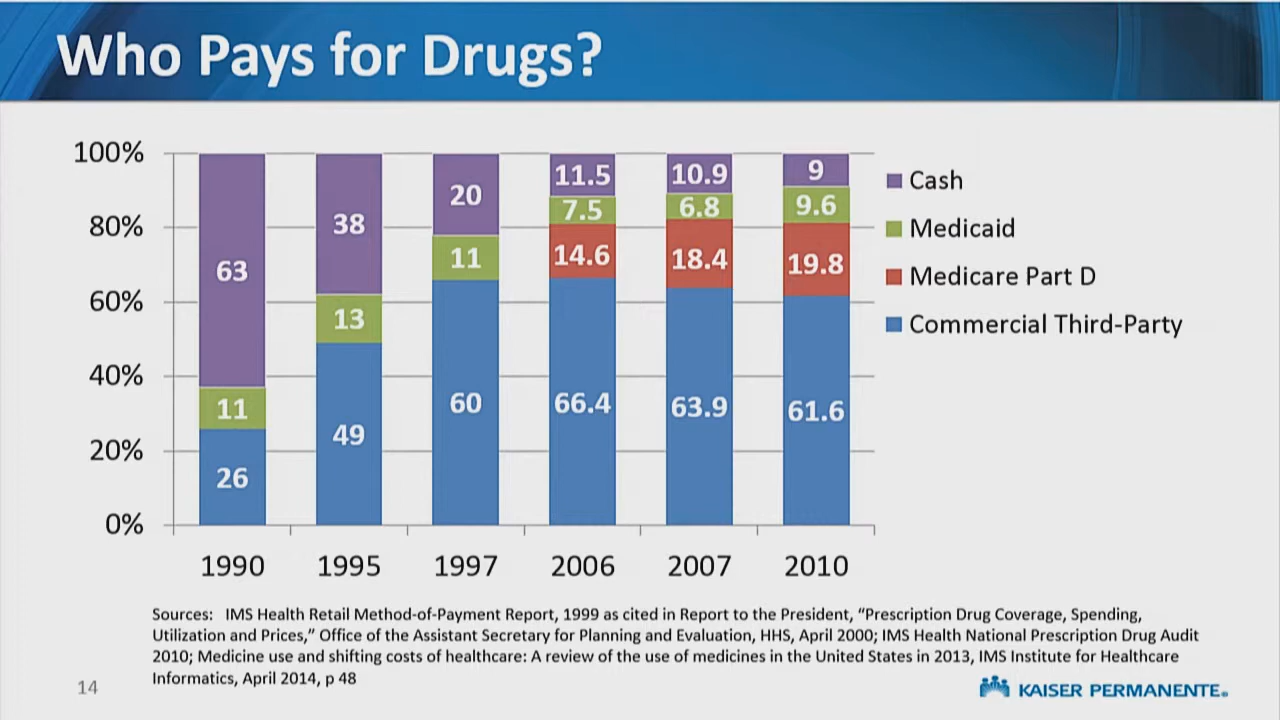 Who Pays for Drugs?
100%
80%
60%
40%
20%
0%
63
11
26
38
13
49
20
11
60
11.5
7.5
14.6
66.4
10.9
6.8
18.4
63.9
9
9.6
19.8
61.6
1990 1995 1997 2006 2007 2010
Cash
Medicaid
Medicare Part D
Commercial Third-Party
Sources: IMS Health Retail Method-of-Payment Report, 1999 as cited in Report to the President, “Prescription Drug Coverage, Spending,
Utilization and Prices,” Office of the Assistant Secretary for Planning and Evaluation, HHS, April 2000; IMS Health National Prescription Drug Audit
2010; Medicine use and shifting costs of healthcare: A review of the use of medicines in the United States in 2013, IMS Institute for Healthcare
Informatics, April 2014, p 48
14
KAISER PERMANENTE®